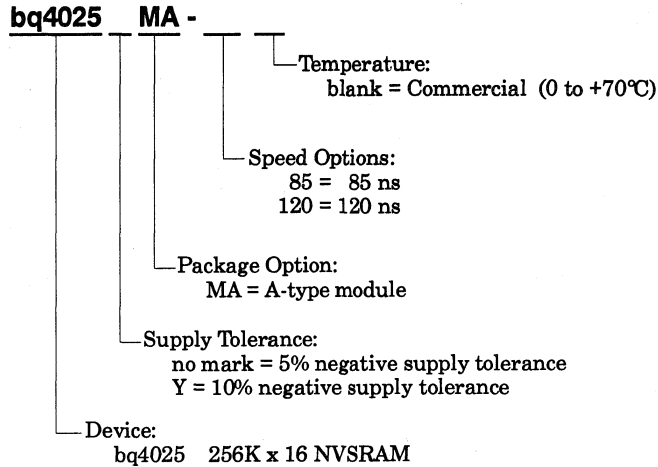 bq4025 _ MA - __ __
Temperature:
blank = Commercial (0 to +70°C)
Speed Options:
85 = 85 ns
120 = 120 ns
Package Option:
MA = A-type module
Supply Tolerance:
no mark = 5% negative supply tolerance
Y = 10% negative supply tolerance
Device:
bq4025 256K x 16 NVSRAM